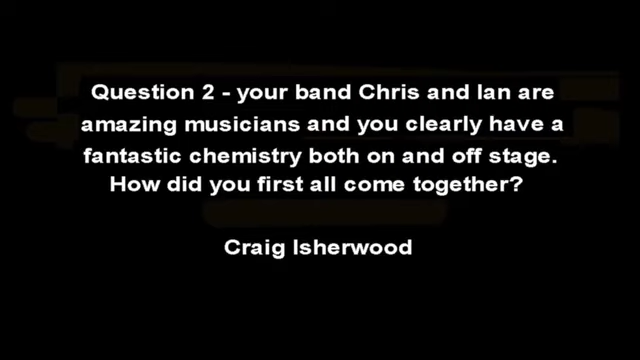 Question 2 - your band Chris and Ian are
amazing musicians and you clearly have a
fantastic chemistry both on and off stage.
How did you first all come together?
Craig Isherwood